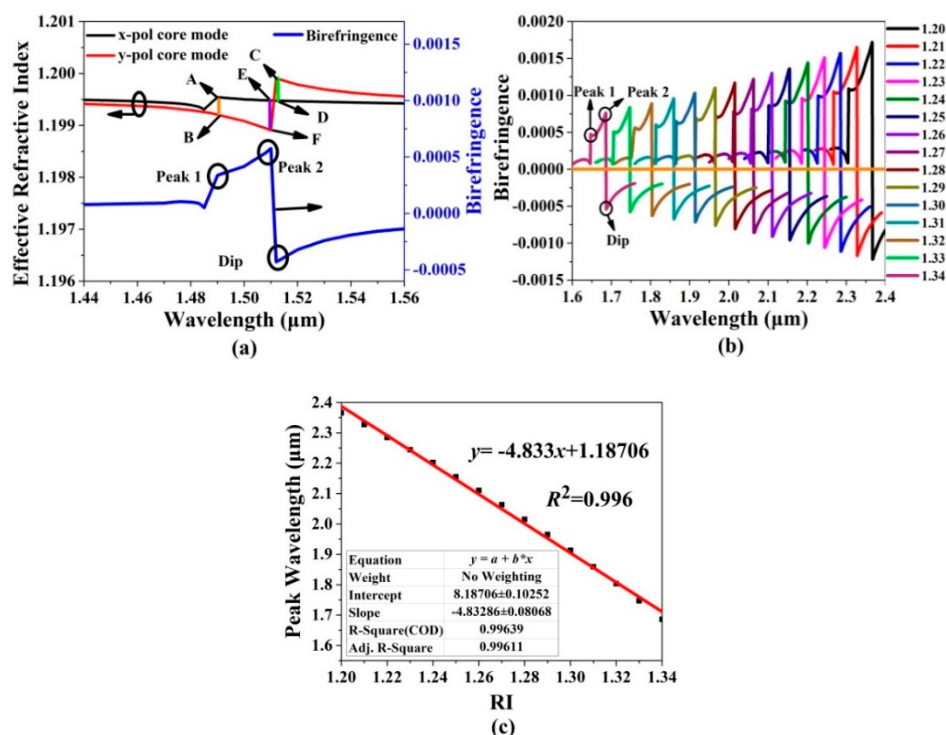 1.201
1.200
1.199
1.198
1.197
1.196
Effective Refractive Index
x-pol core mode
y-pol core mode
Birefringence
A
B
C
E
D
F
Peak 1
Peak 2
Dip
0.0015
0.0010
0.0005
0.0000
-0.0005
Birefringence
1.44 1.46 1.48 1.50 1.52 1.54 1.56
Wavelength (μm)
(a)
0.0020
0.0015
0.0010
0.0005
0.0000
-0.0005
-0.0010
-0.0015
Birefringence
Peak 1
Peak 2
Dip
1.6 1.7 1.8 1.9 2.0 2.1 2.2 2.3 2.4
Wavelength (μm)
(b)
1.20
1.21
1.22
1.23
1.24
1.25
1.26
1.27
1.28
1.29
1.30
1.31
1.32
1.33
1.34
2.4
2.3
2.2
2.1
2.0
1.9
1.8
1.7
1.6
Peak Wavelength (μm)
y= -4.833x+1.18706
R2=0.996
Equation y = a + b*x
Weight No Weighting
Intercept 8.18706±0.10252
Slope -4.83286±0.08068
R-Square(COD) 0.99639
Adj. R-Square 0.99611
1.20 1.22 1.24 1.26 1.28 1.30 1.32 1.34
RI
(c)